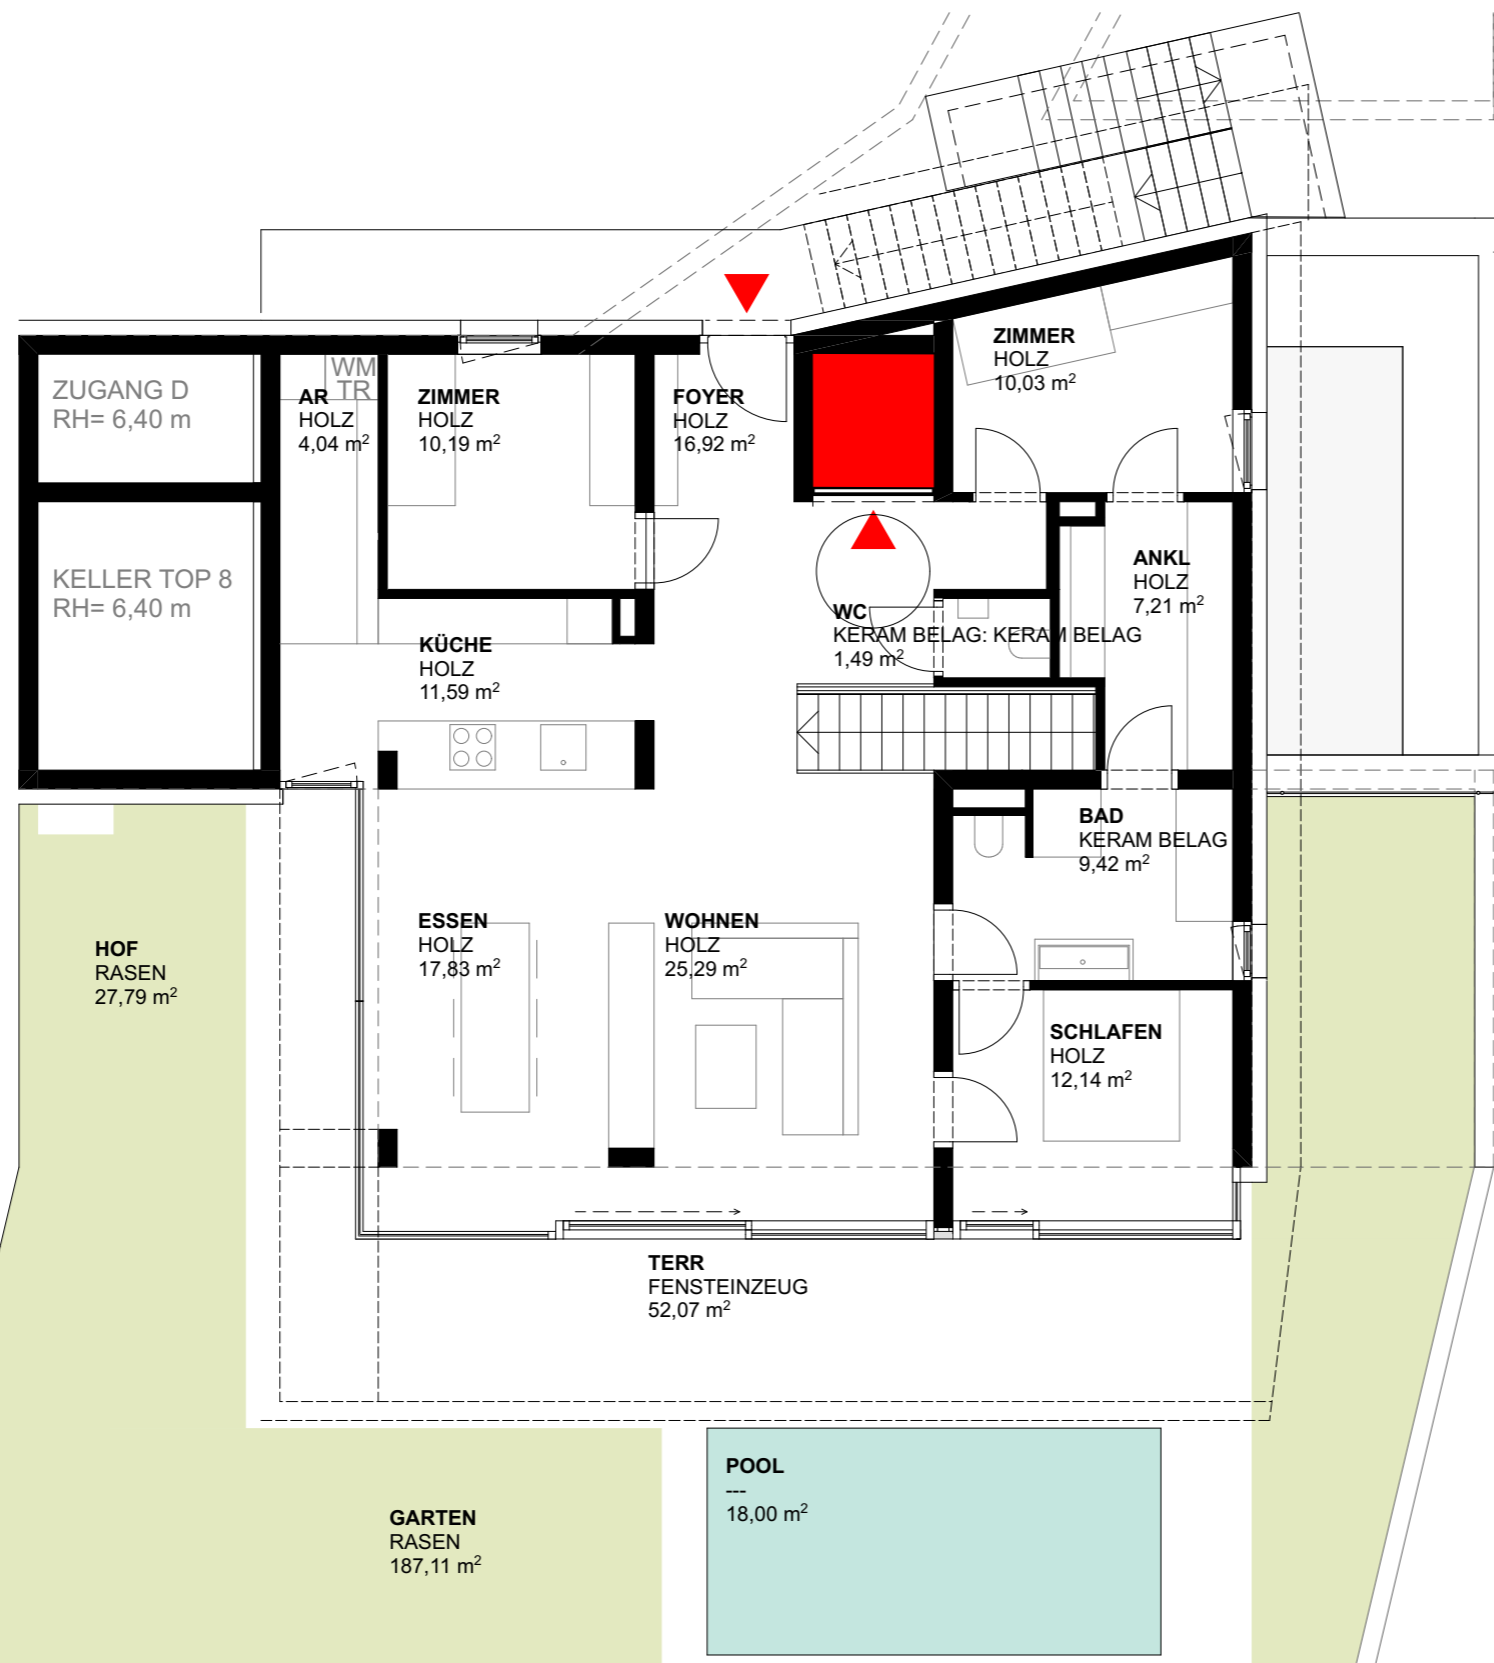 ZIMMER
HOLZ
10,03 m²
ZUGANG D
RH= 6,40 m
WM
TR
AR
HOLZ
4,04 m²
ZIMMER
HOLZ
10,19 m²
FOYER
HOLZ
16,92 m²
KELLER TOP 8
RH= 6,40 m
ANKL
HOLZ
7,21 m²
WC
KERAM BELAG: KERAM BELAG
1,49 m²
KÜCHE
HOLZ
11,59 m²
BAD
KERAM BELAG
9,42 m²
HOF
RASEN
27,79 m²
ESSEN
HOLZ
17,83 m²
WOHNEN
HOLZ
25,29 m²
SCHLAFEN
HOLZ
12,14 m²
TERR
FENSTEINZEUG
52,07 m²
POOL
---
18,00 m²
GARTEN
RASEN
187,11 m²